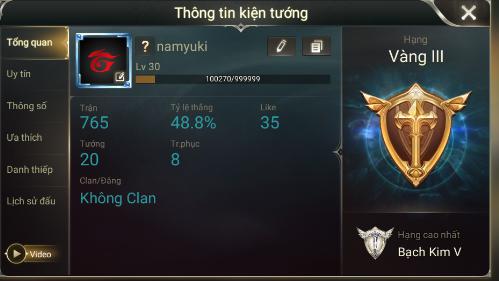 Thông tin kiện tướng
Tổng quan
Uy tín
Thông số
Ưa thích
Danh thiếp
Lịch sử đấu
Video
? namyuki
Lv 30
100270/999999
Trận Tỷ lệ thắng Like
765 48.8% 35
Tướng Tr.phục
20 8
Clan/Đảng
Không Clan
Hạng
Vàng III
Hạng cao nhất
Bạch Kim V